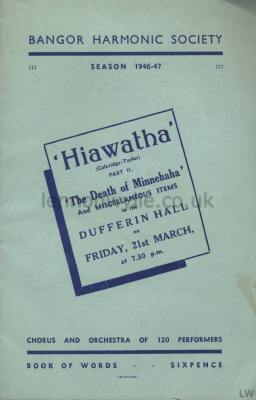 BANGOR HARMONIC SOCIETY
::: SEASON 1946-47 :::
'Hiawatha'
(Coleridge-Taylor)
PART II.
'The Death of Minnehaha'
And MISCELLANEOUS ITEMS
in the
DUFFERIN HALL
on
FRIDAY, 21st MARCH,
at 7.30 p.m.
CHORUS AND ORCHESTRA OF 120 PERFORMERS
BOOK OF WORDS - - SIXPENCE
LW